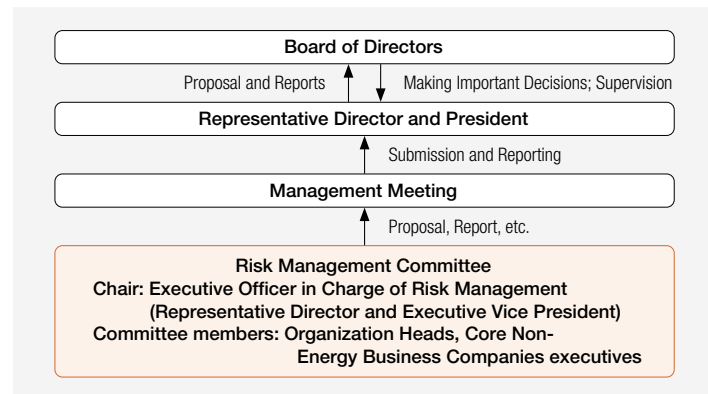 Board of Directors
Proposal and Reports
Making Important Decisions; Supervision
Representative Director and President
Submission and Reporting
Management Meeting
Proposal, Report, etc.
Risk Management Committee
Chair: Executive Officer in Charge of Risk Management
(Representative Director and Executive Vice President)
Committee members: Organization Heads, Core Non-
Energy Business Companies executives